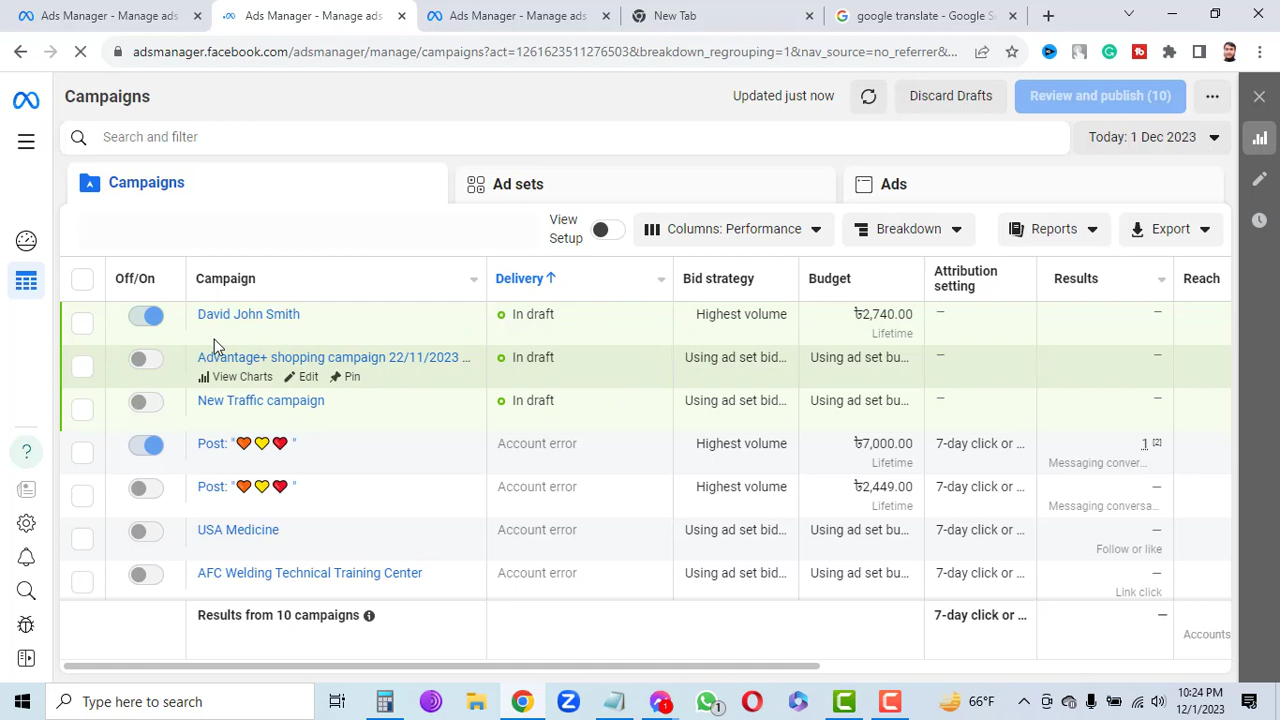 Ads Manager - Manage ads
Ads Manager - Manage ads
Ads Manager - Manage ads
New Tab
google translate - Google S
adsmanager.facebook.com/adsmanager/manage/campaigns?act=1261623511276503&breakdown_regrouping=1&nav_source=no_referrer&...
Campaigns
Updated just now
Discard Drafts
Review and publish (10)
Search and filter
Today: 1 Dec 2023
Campaigns
Ad sets
Ads
View Setup
Columns: Performance
Breakdown
Reports
Export
Off/On
Campaign
Delivery ↑
Bid strategy
Budget
Attribution setting
Results
Reach
David John Smith
In draft
Highest volume
৳2,740.00
Lifetime
—
—
Advantage+ shopping campaign 22/11/2023 ...
View Charts
Edit
Pin
In draft
Using ad set bid...
Using ad set bu...
—
—
New Traffic campaign
In draft
Using ad set bid...
Using ad set bu...
—
—
Post: "🧡💛❤️ "
Account error
Highest volume
৳7,000.00
Lifetime
7-day click or ...
1 [2]
Messaging conver...
Post: "🧡💛❤️ "
Account error
Highest volume
৳2,449.00
Lifetime
7-day click or ...
—
Messaging conversa...
USA Medicine
Account error
Using ad set bid...
Using ad set bu...
7-day click or ...
—
Follow or like
AFC Welding Technical Training Center
Account error
Using ad set bid...
Using ad set bu...
7-day click or ...
—
Link click
Results from 10 campaigns
7-day click or ...
—
Accounts
Type here to search
1
1
66°F
10:24 PM
12/1/2023